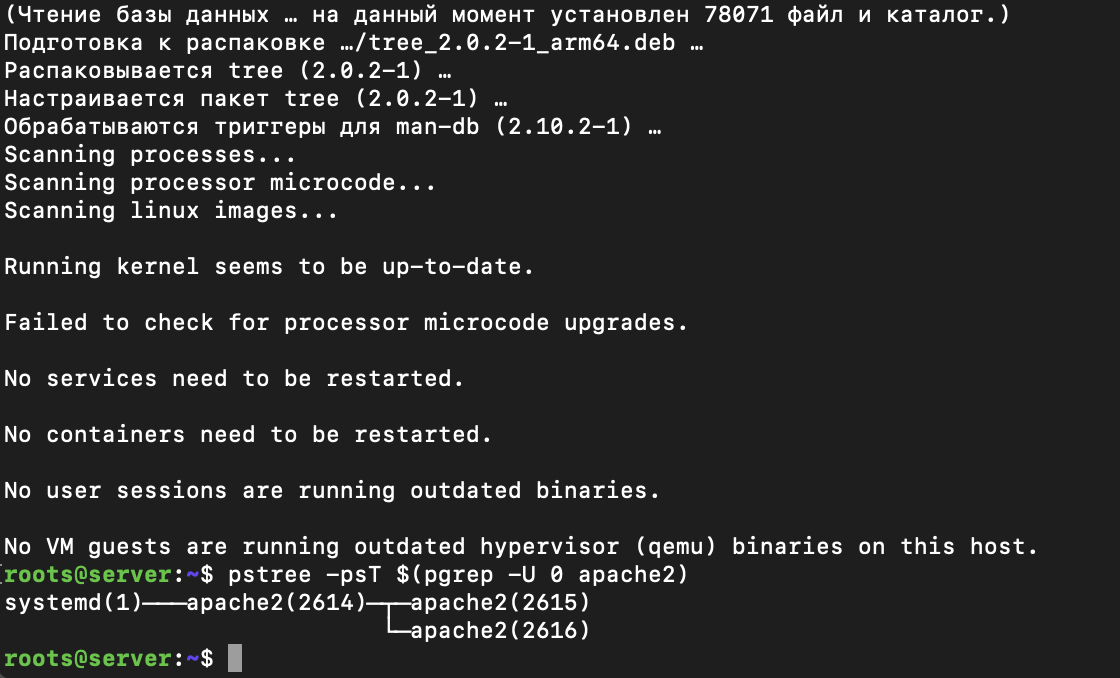 (Чтение базы данных … на данный момент установлен 78071 файл и каталог.)
Подготовка к распаковке …/tree_2.0.2-1_arm64.deb …
Распаковывается tree (2.0.2-1) …
Настраивается пакет tree (2.0.2-1) …
Обрабатываются триггеры для man-db (2.10.2-1) …
Scanning processes...
Scanning processor microcode...
Scanning linux images...
Running kernel seems to be up-to-date.
Failed to check for processor microcode upgrades.
No services need to be restarted.
No containers need to be restarted.
No user sessions are running outdated binaries.
No VM guests are running outdated hypervisor (qemu) binaries on this host.
roots@server:~$ pstree -psT $(pgrep -U 0 apache2)
systemd(1)───apache2(2614)─┬─apache2(2615)
└─apache2(2616)
roots@server:~$